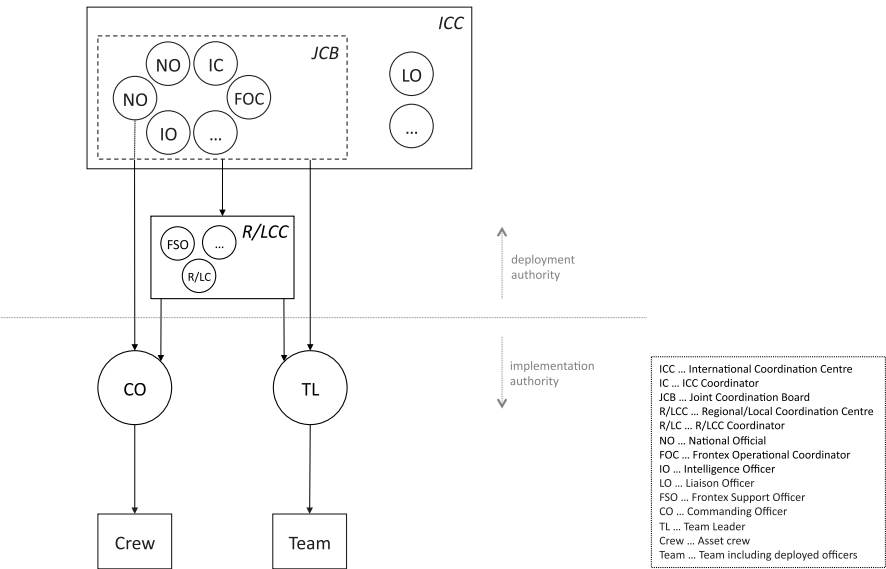 ICC
JCB
NO
IC
LO
NO
FOC
IO
...
...
R/LCC
FSO
...
R/LC
deployment
authority
implementation
authority
CO
TL
Crew
Team
ICC ... International Coordination Centre
IC ... ICC Coordinator
JCB ... Joint Coordination Board
R/LCC ... Regional/Local Coordination Centre
R/LC ... R/LCC Coordinator
NO ... National Official
FOC ... Frontex Operational Coordinator
IO ... Intelligence Officer
LO ... Liaison Officer
FSO ... Frontex Support Officer
CO ... Commanding Officer
TL ... Team Leader
Crew ... Asset crew
Team ... Team including deployed officers